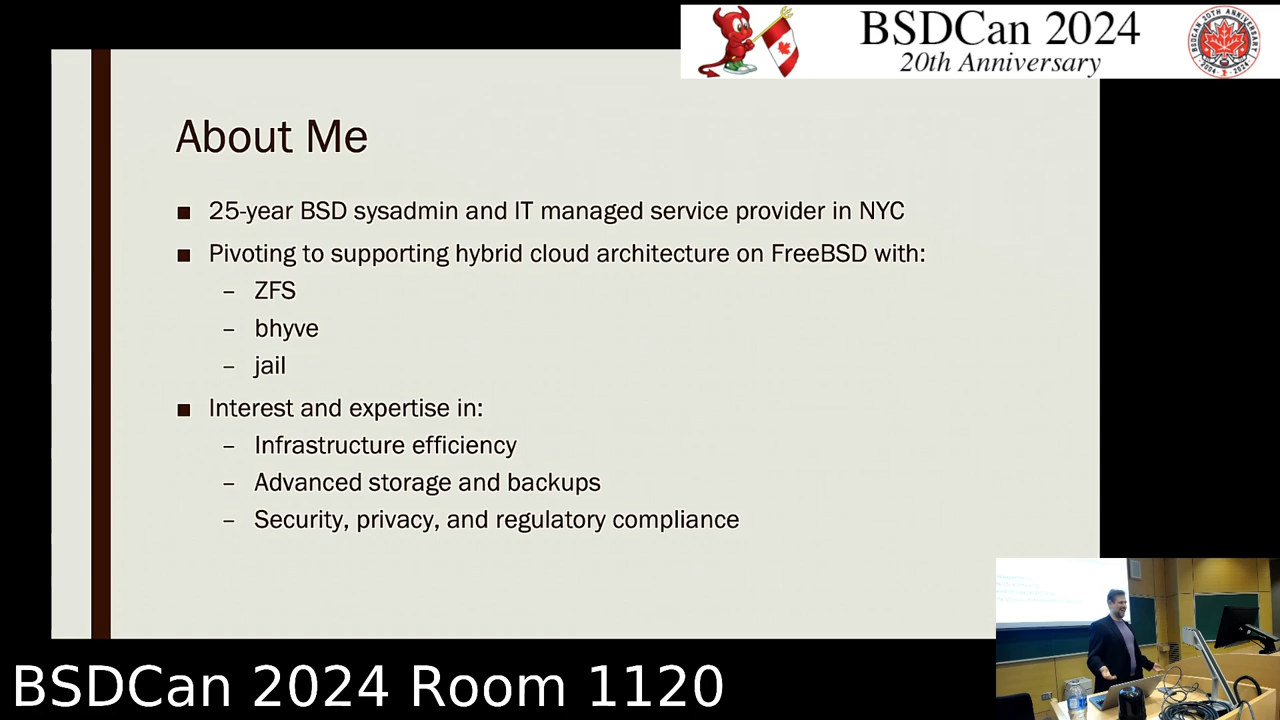 BSDCan 2024
20th Anniversary
About Me
■ 25-year BSD sysadmin and IT managed service provider in NYC
■ Pivoting to supporting hybrid cloud architecture on FreeBSD with:
– ZFS
– bhyve
– jail
■ Interest and expertise in:
– Infrastructure efficiency
– Advanced storage and backups
– Security, privacy, and regulatory compliance
BSDCan 2024 Room 1120